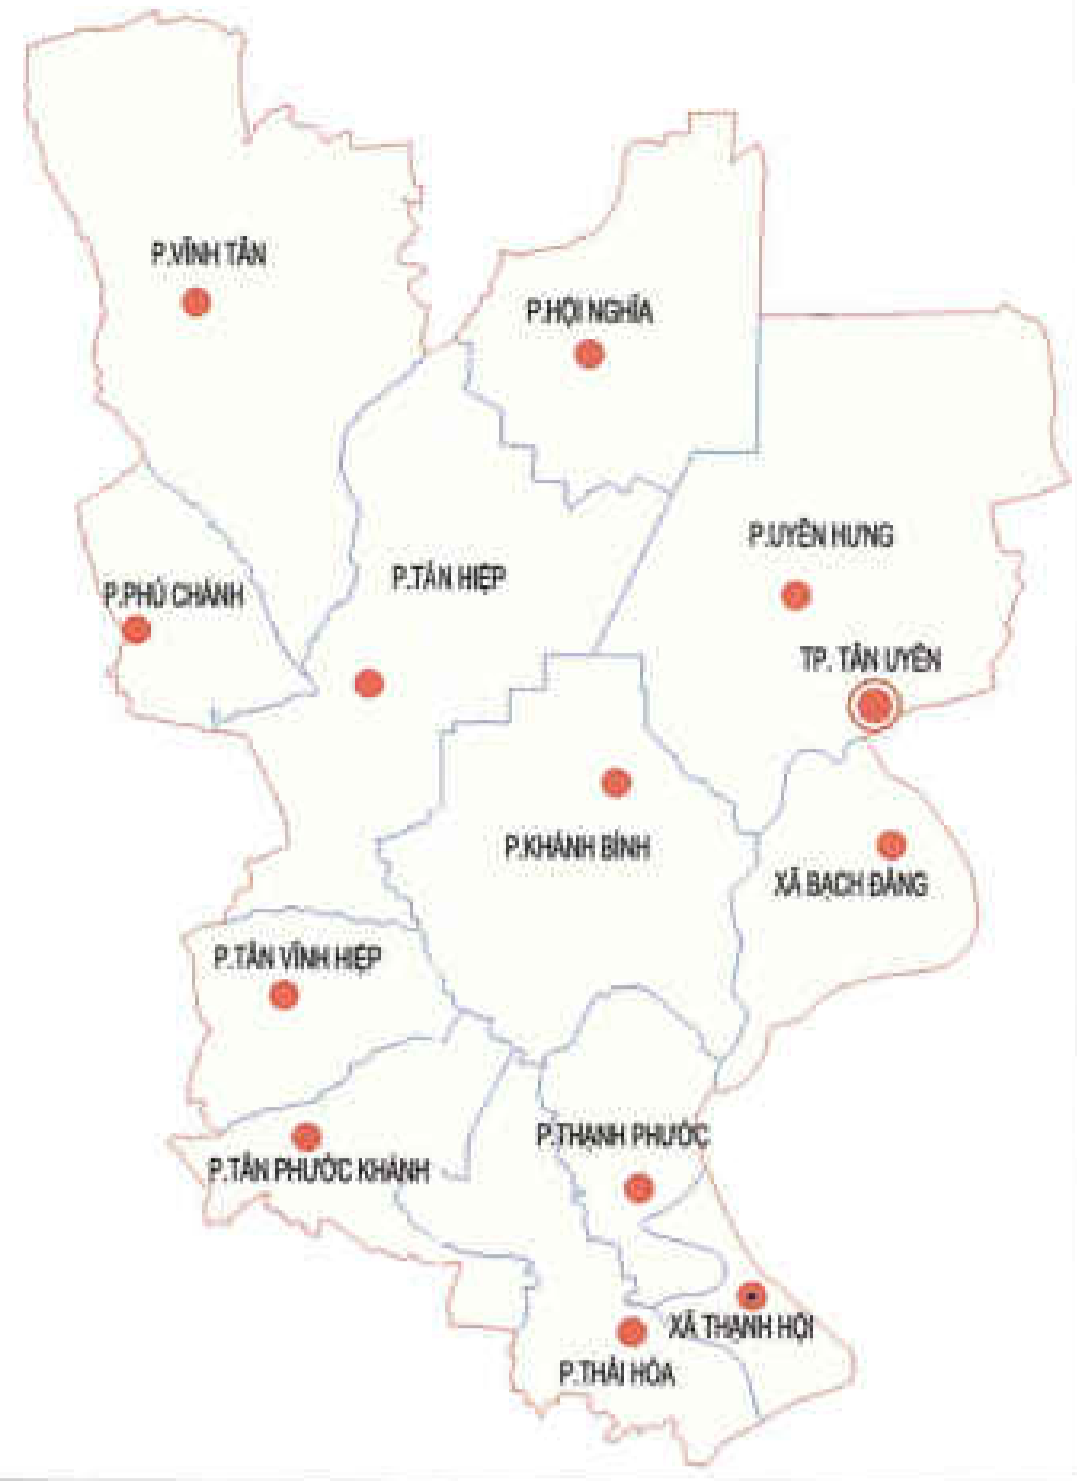 P.VĨNH TÂN
P.HỘI NGHĨA
P.UYÊN HƯNG
P.TÂN HIỆP
P.PHÚ CHÁNH
TP. TÂN UYÊN
P.KHÁNH BÌNH
XÃ BẠCH ĐẰNG
P.TÂN VĨNH HIỆP
P.THẠNH PHƯỚC
P.TÂN PHƯỚC KHÁNH
XÃ THẠNH HỘI
P.THÁI HÒA